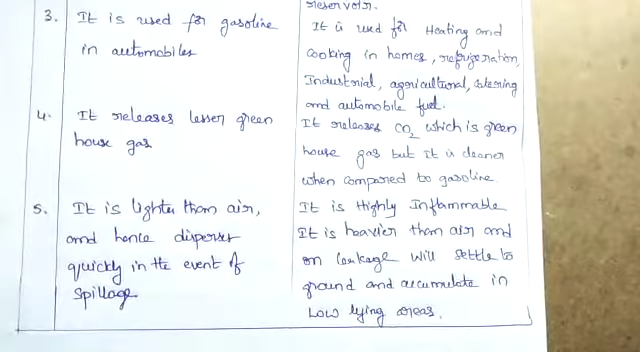 reservoir.
3. It is used for gasoline
in automobiles
It is used for Heating and
cooking in homes, refrigeration,
Industrial, agricultural, catering
and automobile fuel.
4. It releases lesser green
house gas
It releases CO2 which is green
house gas but it is cleaner
when compared to gasoline.
5. It is lighter than air,
and hence disperses
quickly in the event of
spillage
It is Highly Inflammable
It is heavier than air and
on leakage will settle to
ground and accumulate in
Low lying areas.